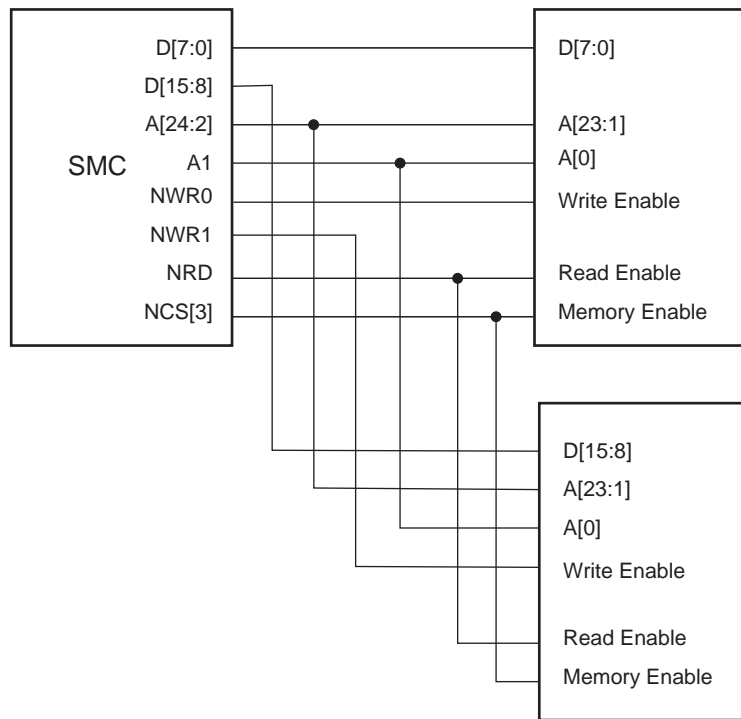 D[7:0]
D[15:8]
A[24:2]
SMC
A1
NWR0
NWR1
NRD
NCS[3]
D[7:0]
A[23:1]
A[0]
Write Enable
Read Enable
Memory Enable
D[15:8]
A[23:1]
A[0]
Write Enable
Read Enable
Memory Enable